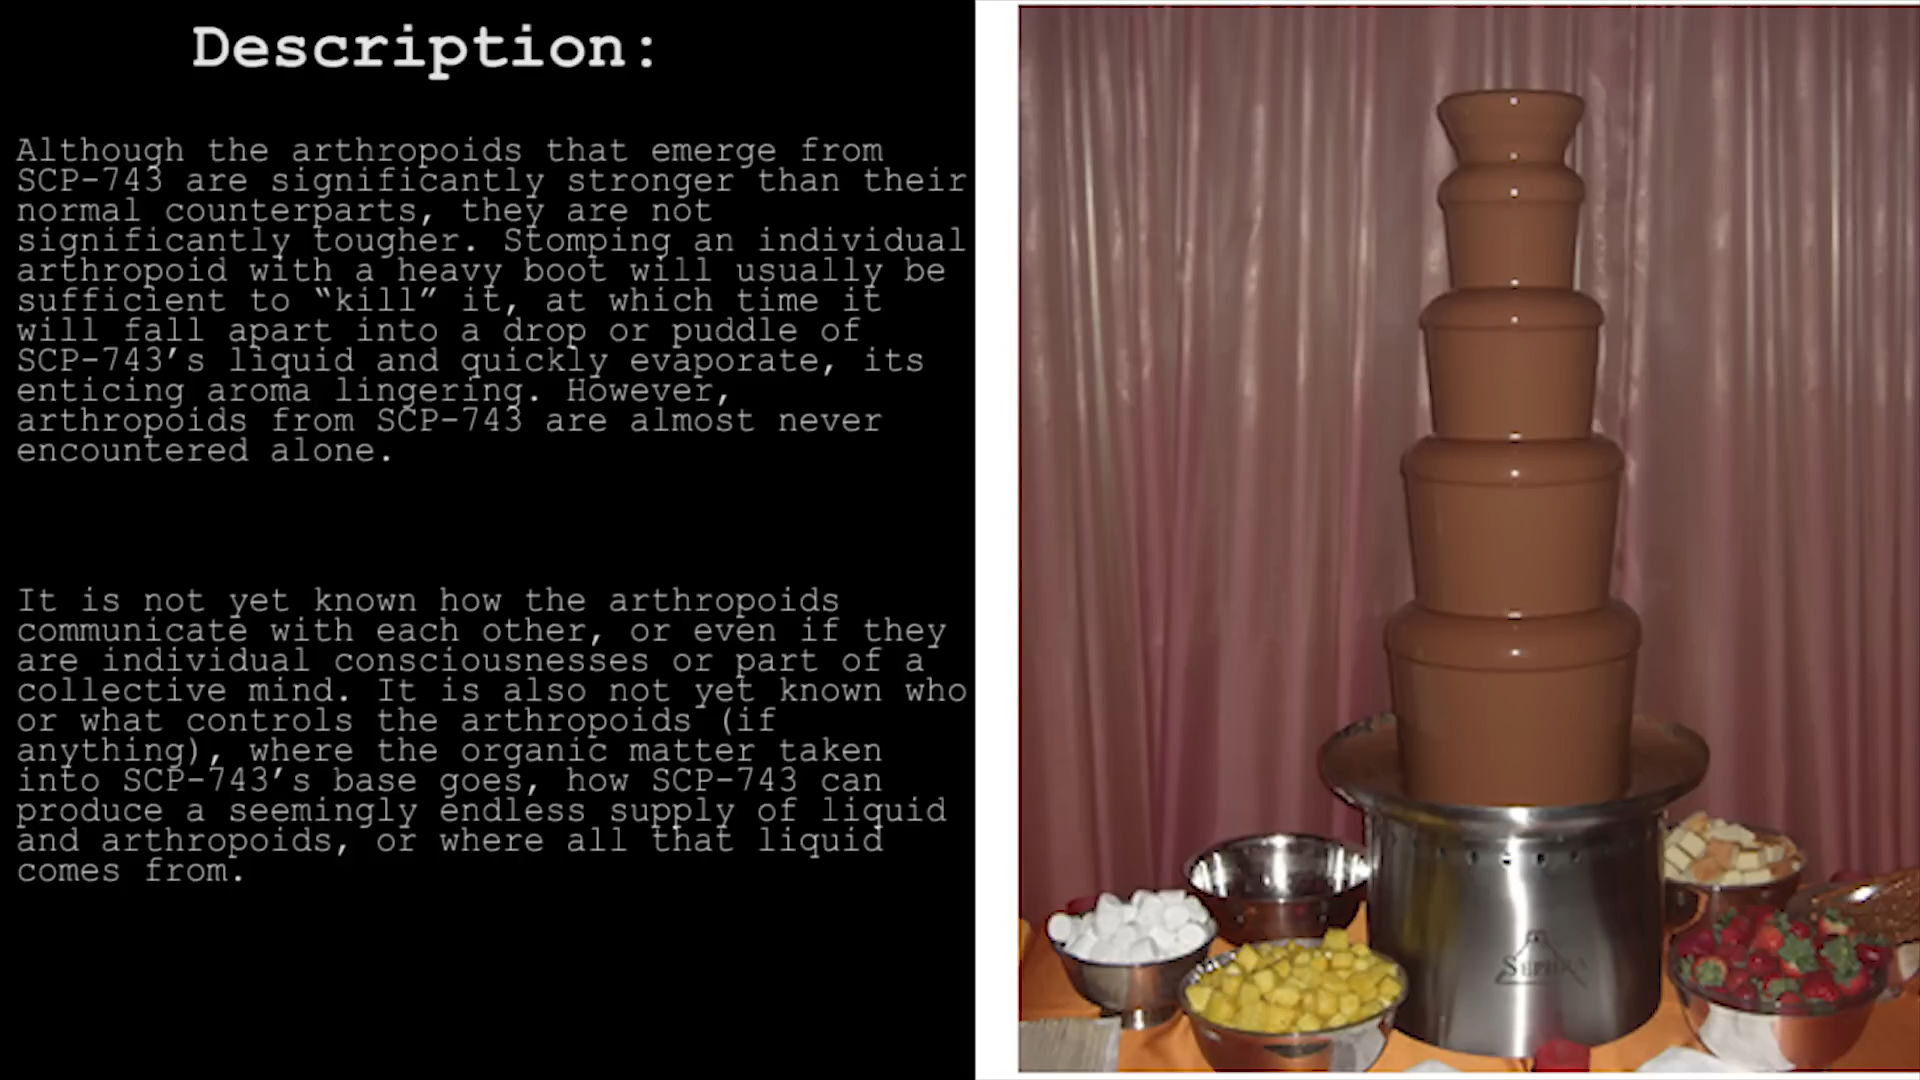 Description:
Although the arthropoids that emerge from
SCP-743 are significantly stronger than their
normal counterparts, they are not
significantly tougher. Stomping an individual
arthropoid with a heavy boot will usually be
sufficient to “kill” it, at which time it
will fall apart into a drop or puddle of
SCP-743’s liquid and quickly evaporate, its
enticing aroma lingering. However,
arthropoids from SCP-743 are almost never
encountered alone.
It is not yet known how the arthropoids
communicate with each other, or even if they
are individual consciousnesses or part of a
collective mind. It is also not yet known who
or what controls the arthropoids (if
anything), where the organic matter taken
into SCP-743’s base goes, how SCP-743 can
produce a seemingly endless supply of liquid
and arthropoids, or where all that liquid
comes from.
SEPHRA